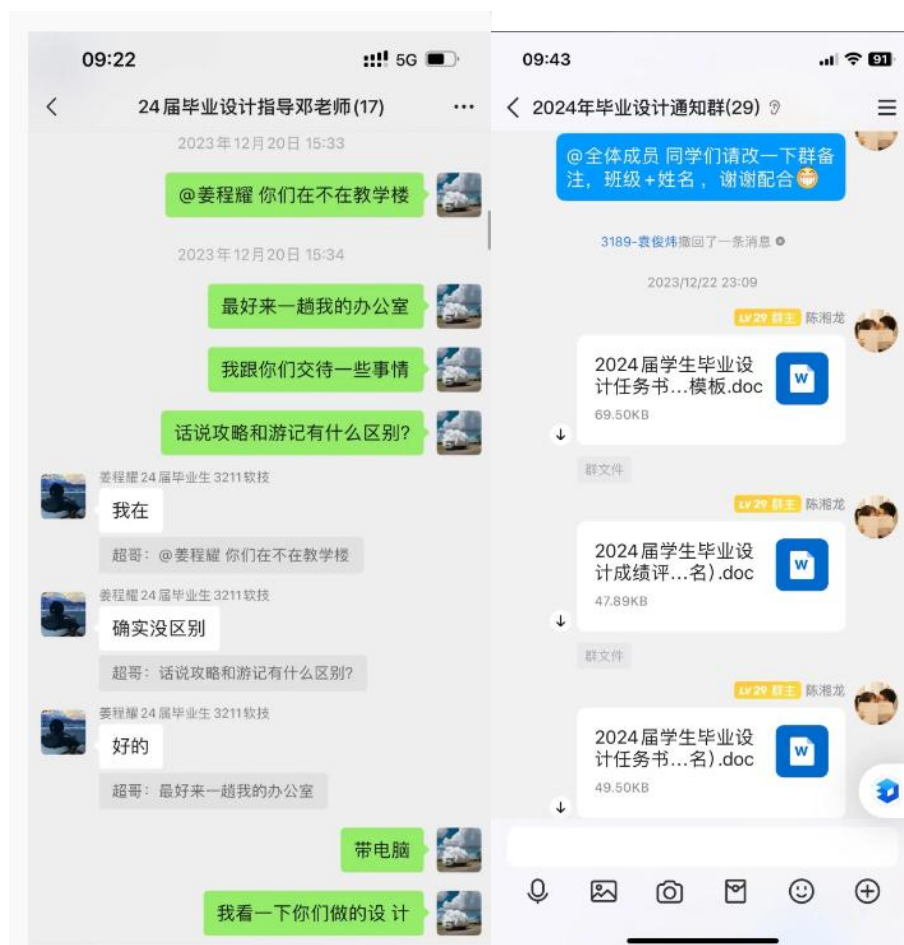 09:22
5G
24届毕业设计指导邓老师(17)
2023年12月20日 15:33
@姜程耀 你们在不在教学楼
2023年12月20日 15:34
最好来一趟我的办公室
我跟你们交待一些事情
话说攻略和游记有什么区别?
姜程耀24届毕业生3211软技
我在
超哥：@姜程耀 你们在不在教学楼
姜程耀24届毕业生3211软技
确实没区别
超哥：话说攻略和游记有什么区别?
姜程耀24届毕业生3211软技
好的
超哥：最好来一趟我的办公室
带电脑
我看一下你们做的设 计
09:43
91
2024年毕业设计通知群(29)
@全体成员 同学们请改一下群备
注，班级+姓名，谢谢配合
3189-袁俊炜撤回了一条消息
2023/12/22 23:09
LV29 群主 陈湘龙
2024届学生毕业设
计任务书...模板.doc
69.50KB
群文件
LV29 群主 陈湘龙
2024届学生毕业设
计成绩评...名).doc
47.89KB
群文件
LV29 群主 陈湘龙
2024届学生毕业设
计任务书...名).doc
49.50KB